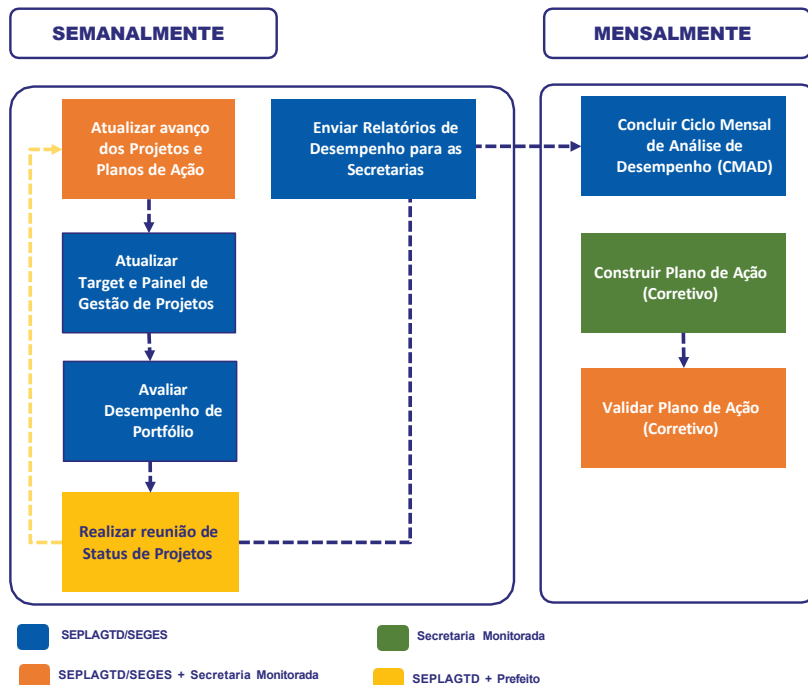 SEMANALMENTE
MENSALMENTE
Atualizar avanço
dos Projetos e
Planos de Ação
Atualizar
Target e Painel de
Gestão de Projetos
Avaliar
Desempenho de
Portfólio
Realizar reunião de
Status de Projetos
Enviar Relatórios de
Desempenho para as
Secretarias
Concluir Ciclo Mensal
de Análise de
Desempenho (CMAD)
Construir Plano de Ação
(Corretivo)
Validar Plano de Ação
(Corretivo)
SEPLAGTD/SEGES
Secretaria Monitorada
SEPLAGTD/SEGES + Secretaria Monitorada
SEPLAGTD + Prefeito